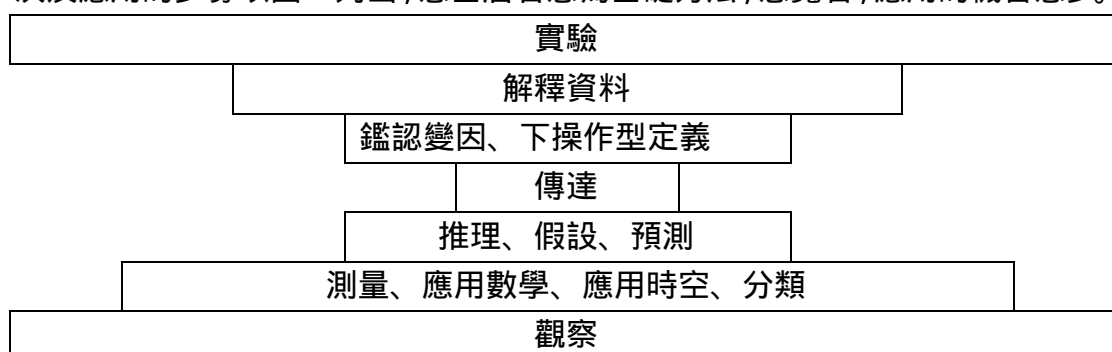 實驗
解釋資料
鑑認變因、下操作型定義
傳達
推理、假設、預測
測量、應用數學、應用時空、分類
觀察